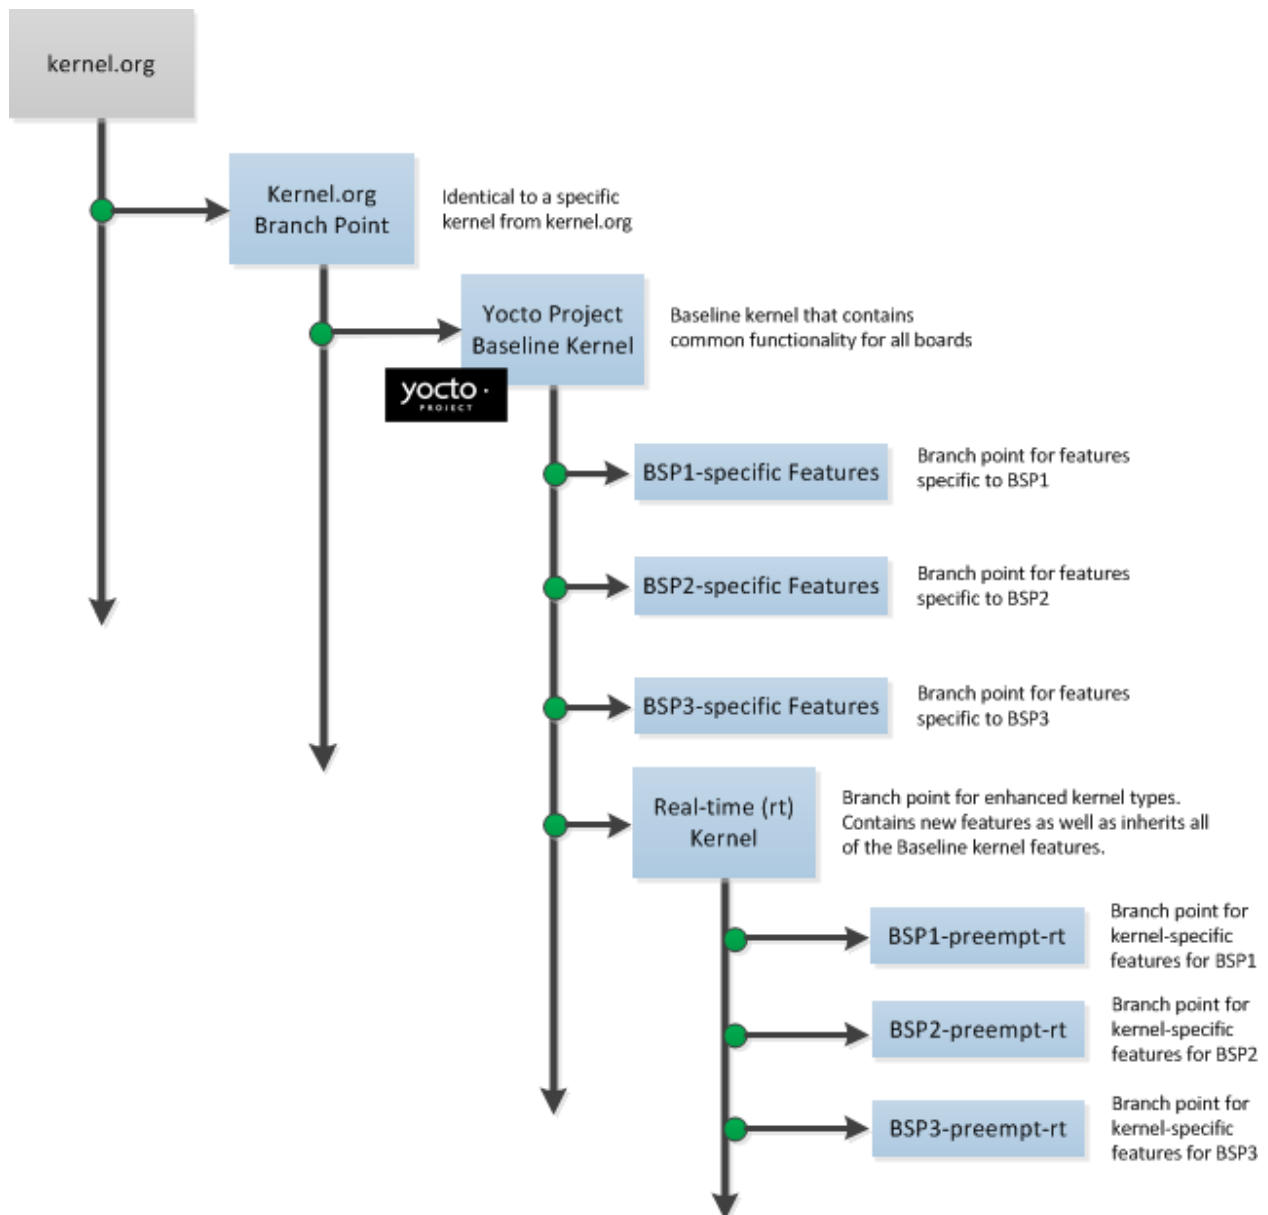 kernel.org
Kernel.org
Branch Point
Identical to a specific
kernel from kernel.org
Yocto Project
Baseline Kernel
Baseline kernel that contains
common functionality for all boards
yocto ·
PROJECT
BSP1-specific Features
Branch point for features
specific to BSP1
BSP2-specific Features
Branch point for features
specific to BSP2
BSP3-specific Features
Branch point for features
specific to BSP3
Real-time (rt)
Kernel
Branch point for enhanced kernel types.
Contains new features as well as inherits all
of the Baseline kernel features.
BSP1-preempt-rt
Branch point for
kernel-specific
features for BSP1
BSP2-preempt-rt
Branch point for
kernel-specific
features for BSP2
BSP3-preempt-rt
Branch point for
kernel-specific
features for BSP3